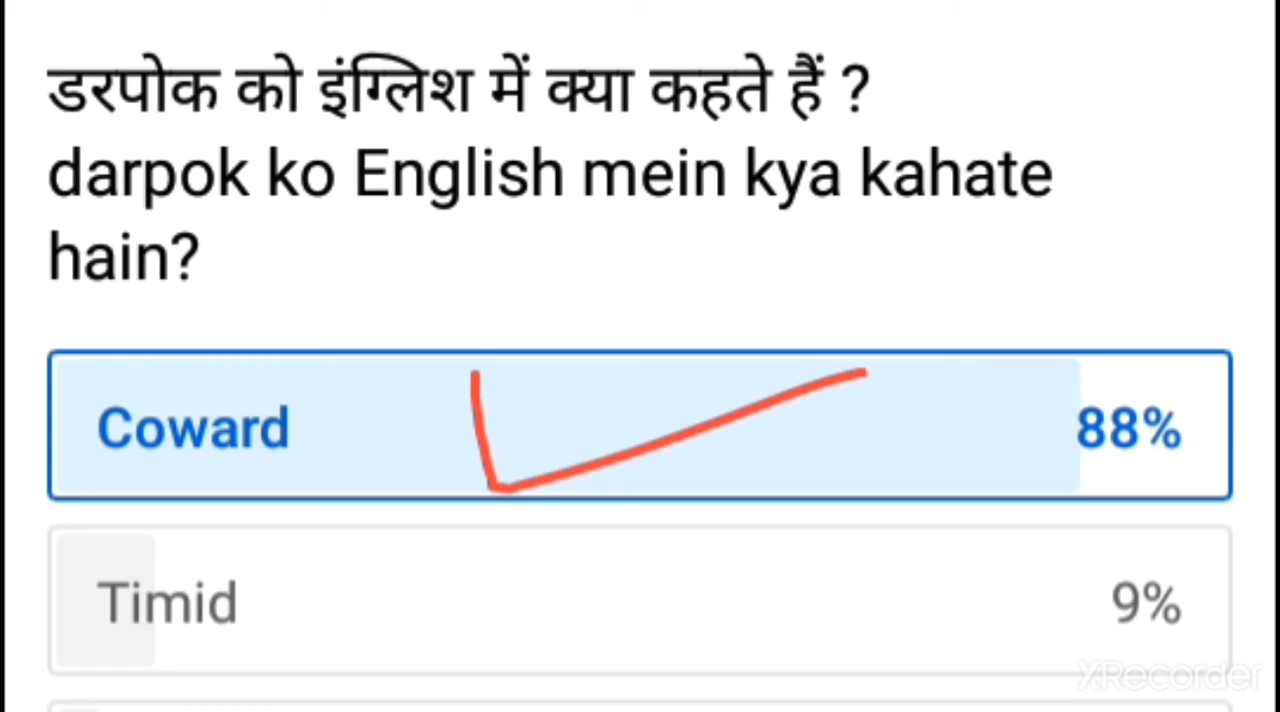 डरपोक को इंग्लिश में क्या कहते हैं ?
darpok ko English mein kya kahate
hain?
Coward 88%
Timid 9%
XRecorder